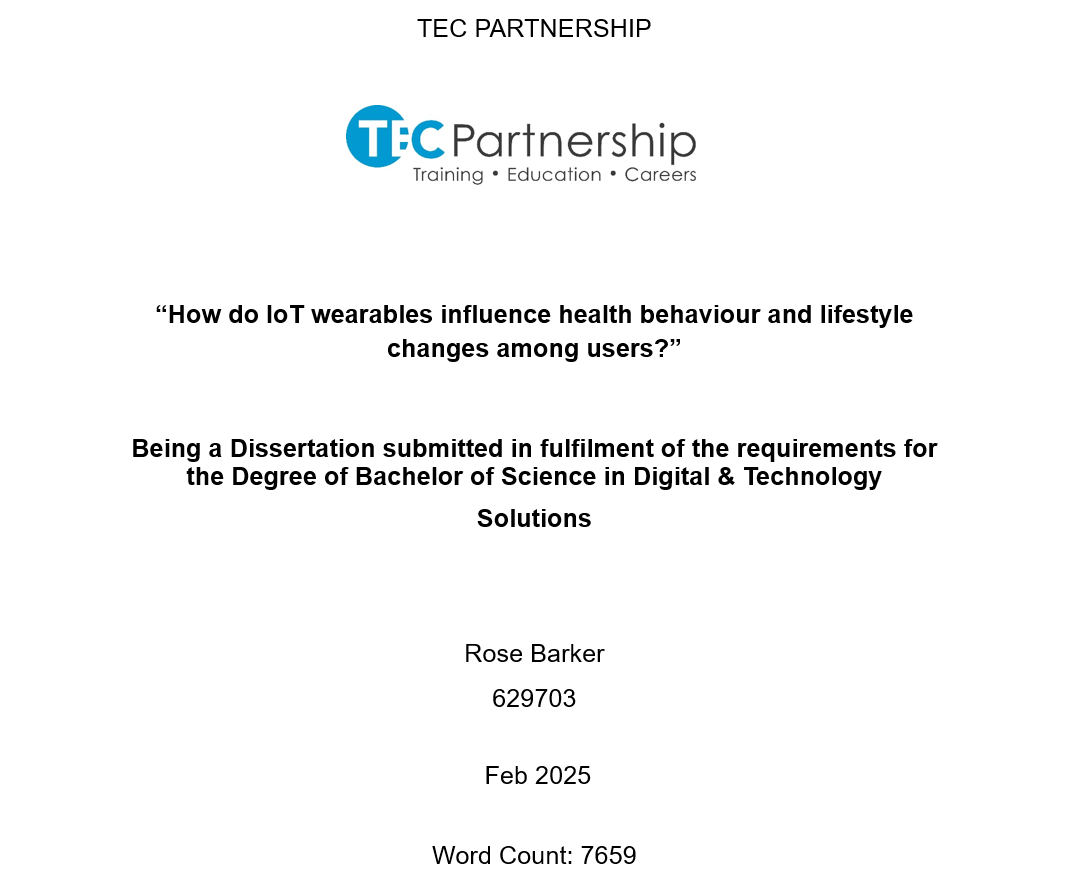 TEC PARTNERSHIP
TEC Partnership
Training • Education • Careers
“How do IoT wearables influence health behaviour and lifestyle
changes among users?”
Being a Dissertation submitted in fulfilment of the requirements for
the Degree of Bachelor of Science in Digital & Technology
Solutions
Rose Barker
629703
Feb 2025
Word Count: 7659